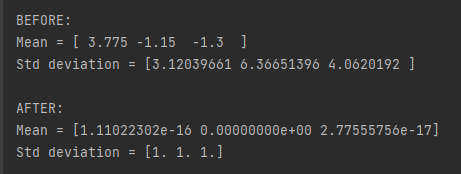 BEFORE:
Mean = [ 3.775 -1.15  -1.3  ]
Std deviation = [3.12039661 6.36651396 4.0620192 ]
AFTER:
Mean = [1.11022302e-16 0.00000000e+00 2.77555756e-17]
Std deviation = [1. 1. 1.]